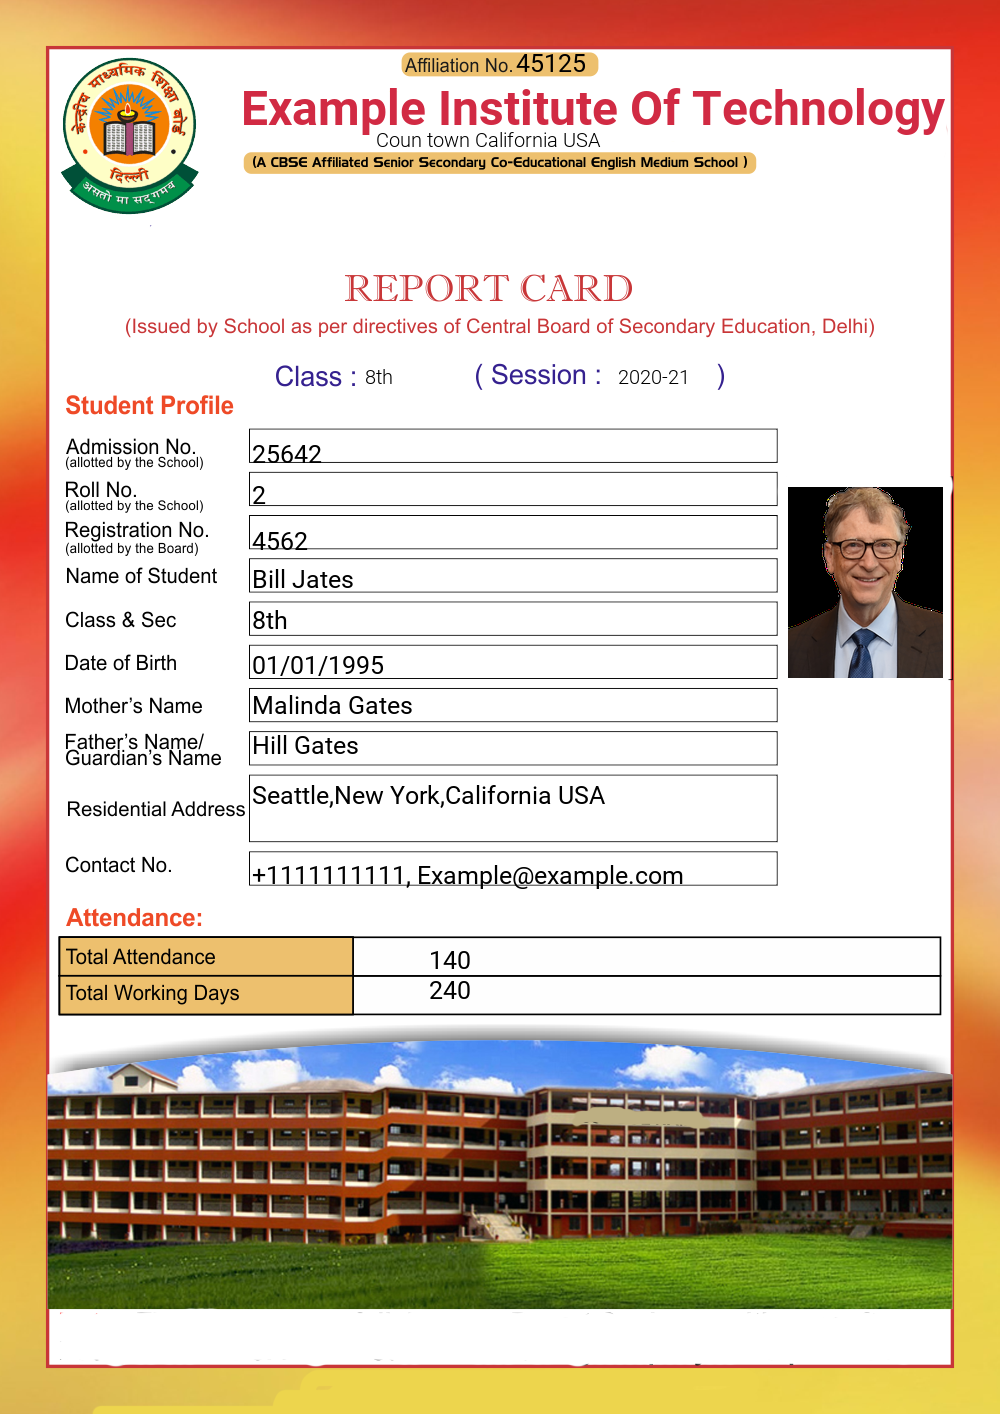 Affiliation No. 45125
Example Institute Of Technology
Coun town California USA
(A CBSE Affiliated Senior Secondary Co-Educational English Medium School )
केन्द्रीय माध्यमिक शिक्षा बोर्ड
दिल्ली
असतो मा सद्गमय
REPORT CARD
(Issued by School as per directives of Central Board of Secondary Education, Delhi)
Class : 8th ( Session : 2020-21 )
Student Profile
Admission No. 25642
(allotted by the School)
Roll No. 2
(allotted by the School)
Registration No. 4562
(allotted by the Board)
Name of Student Bill Jates
Class & Sec 8th
Date of Birth 01/01/1995
Mother's Name Malinda Gates
Father's Name/ Hill Gates
Guardian's Name
Residential Address Seattle,New York,California USA
Contact No. +1111111111, Example@example.com
Attendance:
Total Attendance 140
Total Working Days 240